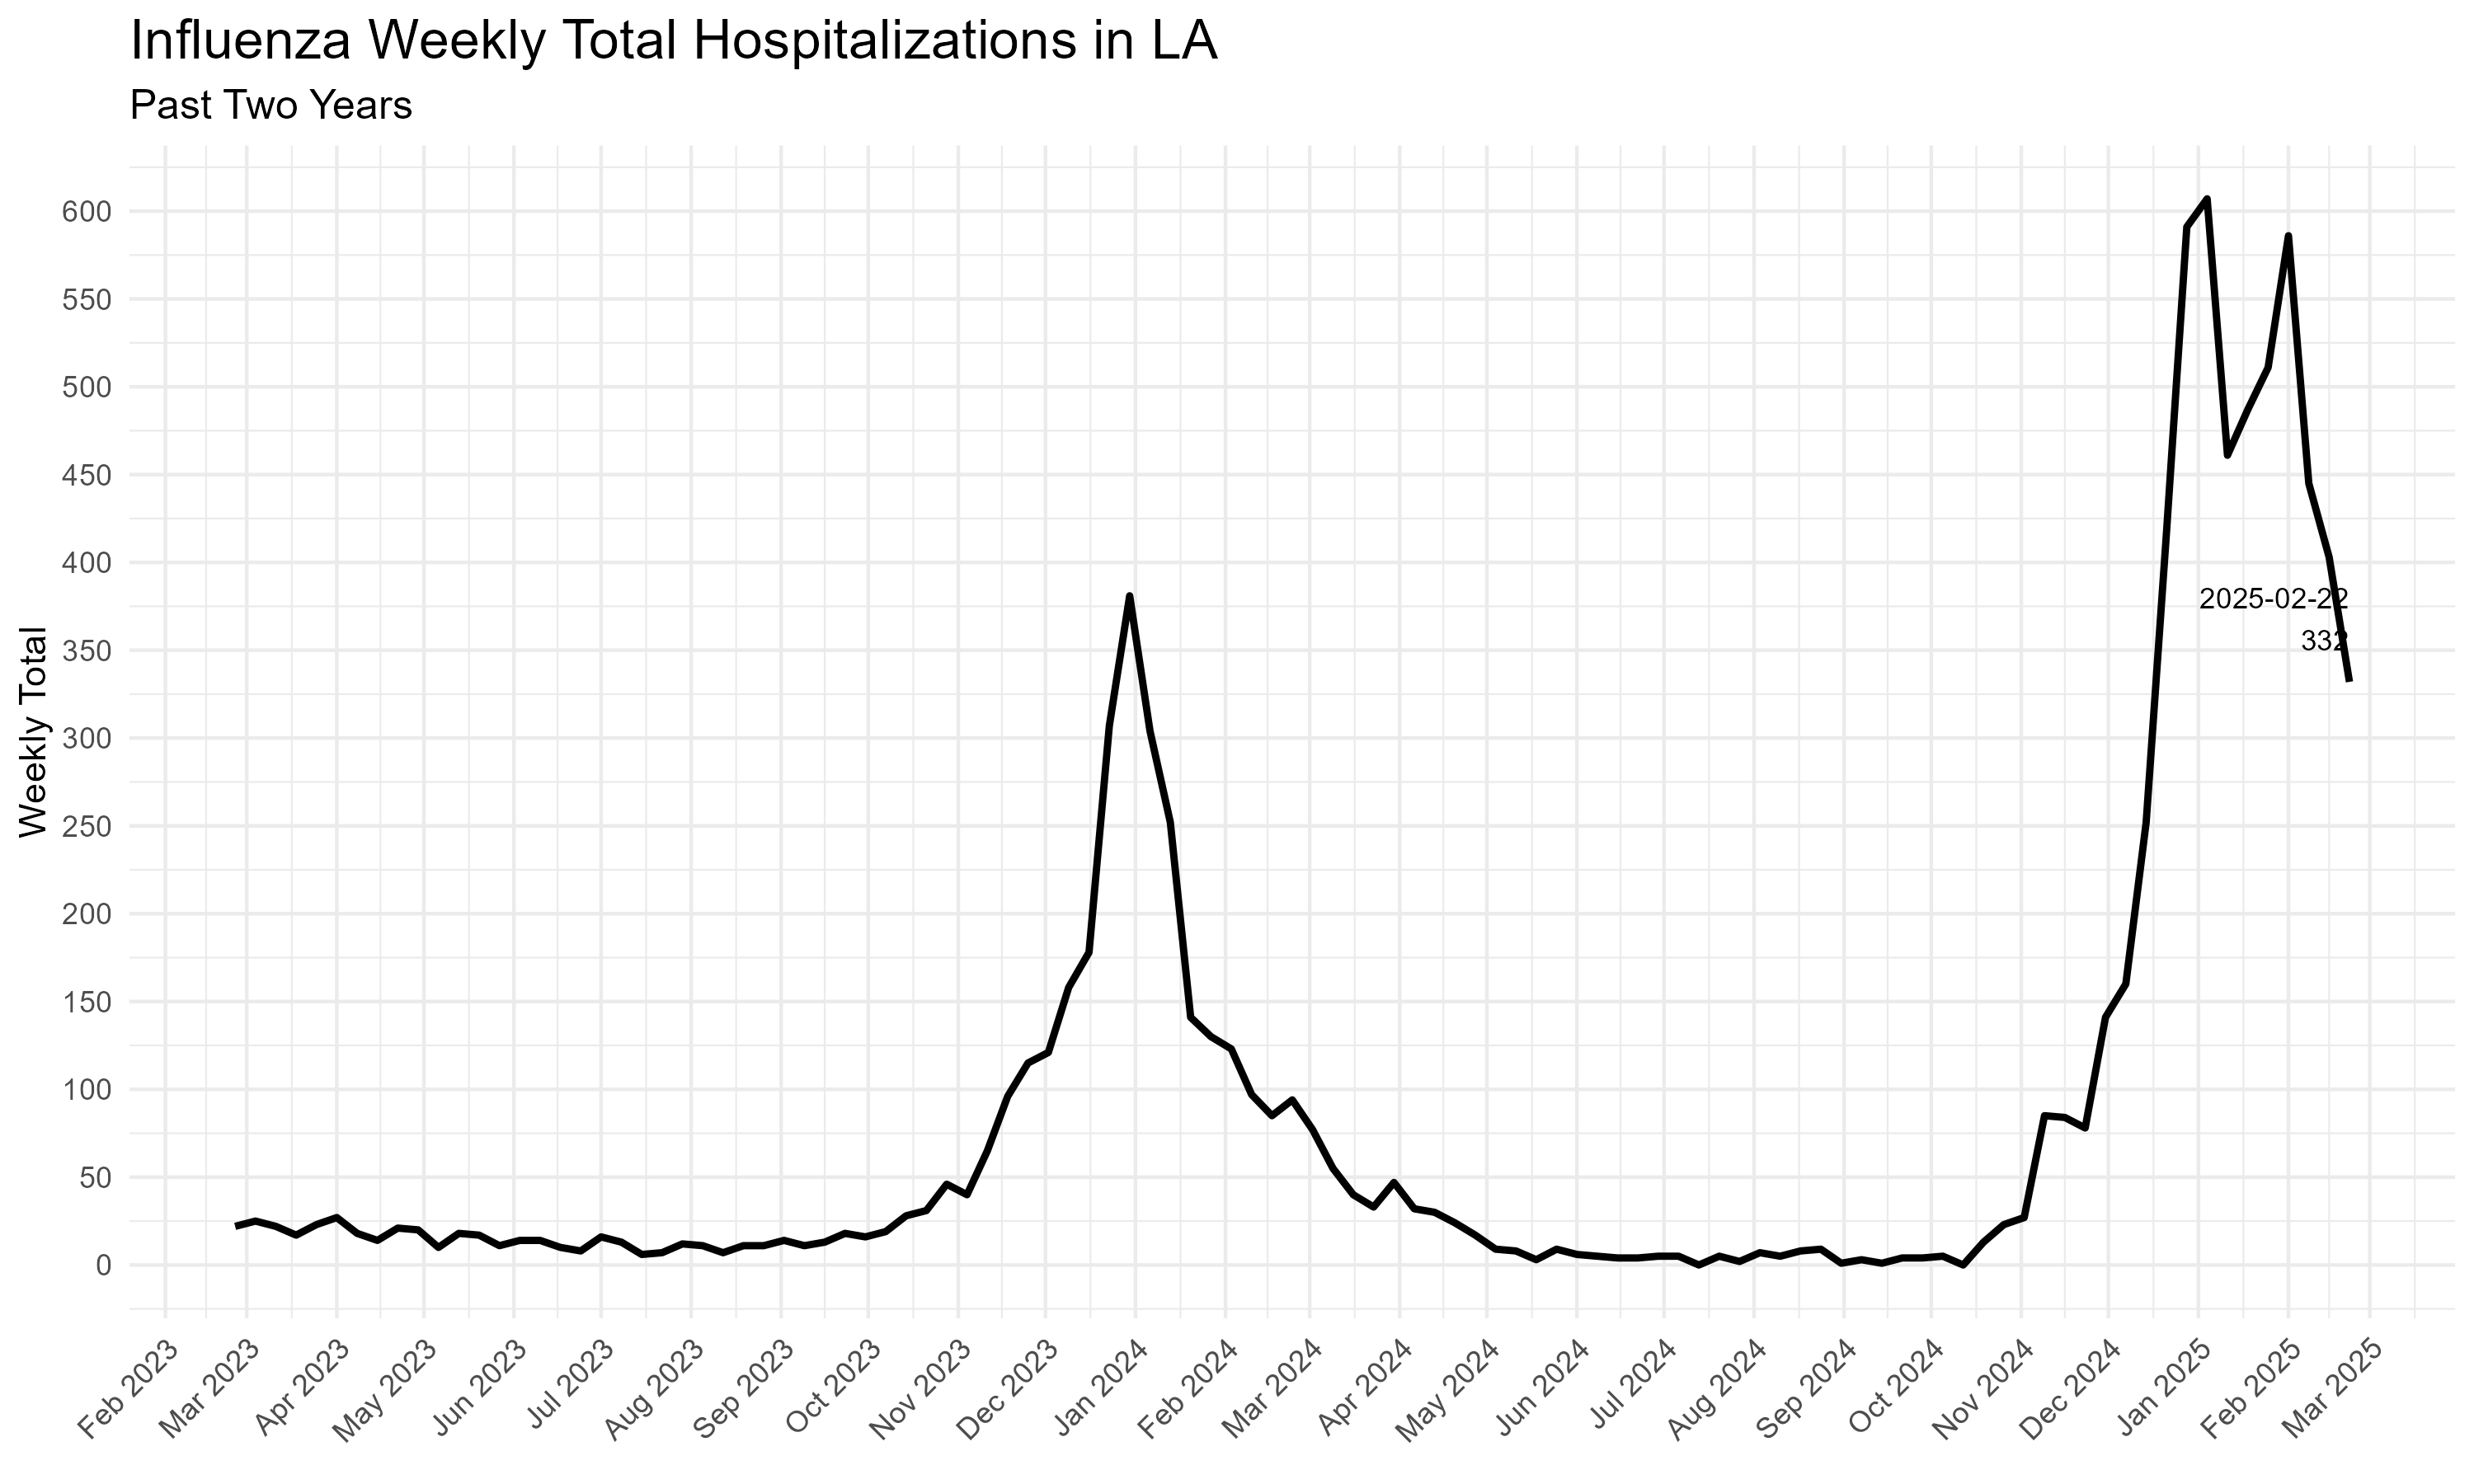 Influenza Weekly Total Hospitalizations in LA
Past Two Years
Weekly Total
600
550
500
450
400
350
300
250
200
150
100
50
0
2025-02-22
332
Feb 2023
Mar 2023
Apr 2023
May 2023
Jun 2023
Jul 2023
Aug 2023
Sep 2023
Oct 2023
Nov 2023
Dec 2023
Jan 2024
Feb 2024
Mar 2024
Apr 2024
May 2024
Jun 2024
Jul 2024
Aug 2024
Sep 2024
Oct 2024
Nov 2024
Dec 2024
Jan 2025
Feb 2025
Mar 2025